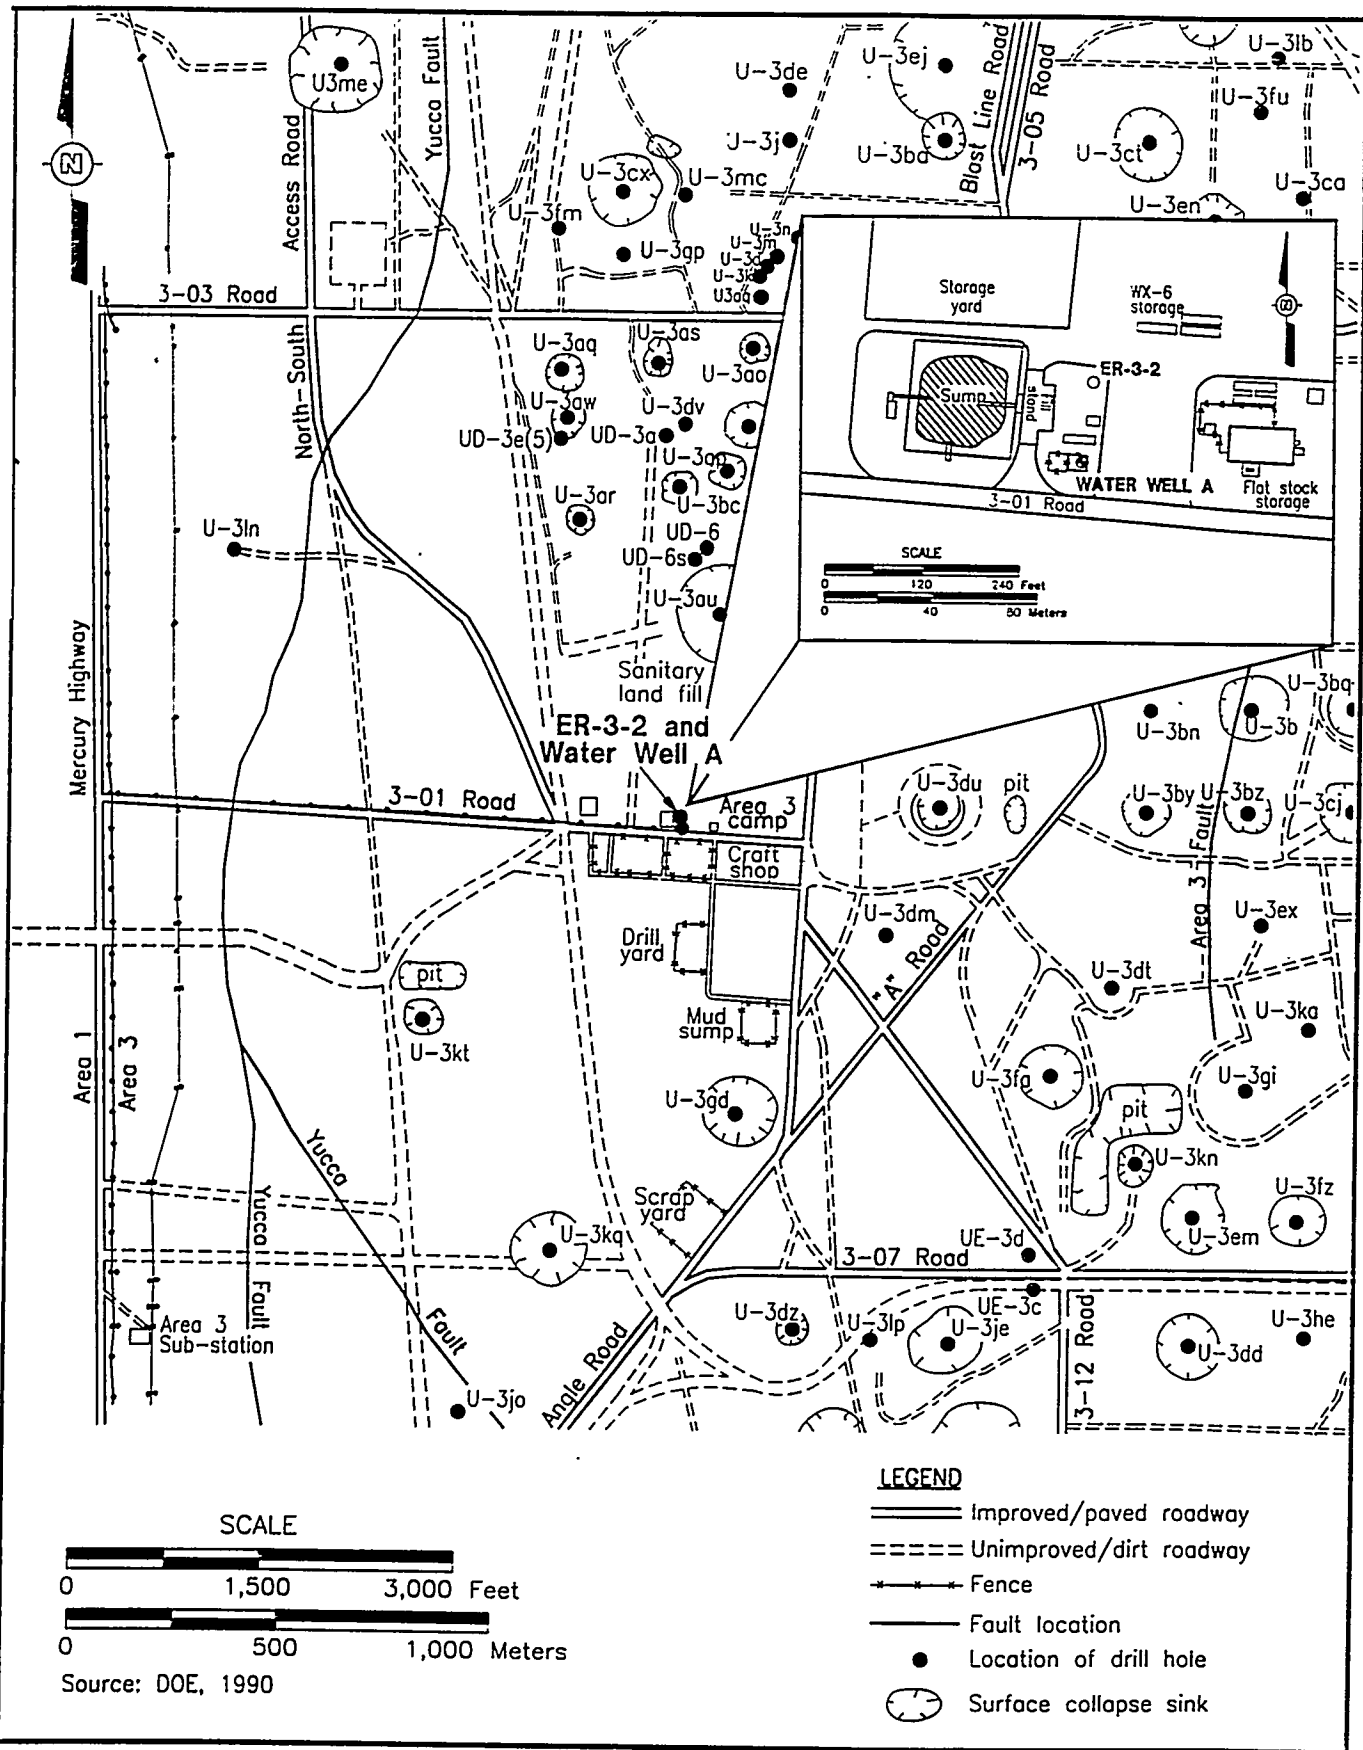 U3me
Access Road
Yucca Fault
U-3de
U-3ej
Blast Line Road
3-05 Road
U-3lb
U-3fu
U-3j
U-3ba
U-3ct
U-3cx
U-3mc
U-3ca
U-3fm
U-3en
U-3n
U-3m
U-3d
U-3k
U3aq
U-3gp
N
3-03 Road
North-South
U-3aq
U-3as
U-3ao
U-3aw
U-3dv
UD-3e(5)
UD-3a
U-3ap
U-3bc
U-3ar
U-3ln
UD-6
UD-6s
U-3au
Sanitary
land fill
ER-3-2 and
Water Well A
Storage
yard
WX-6
storage
N
Sump
Fill
stand
ER-3-2
WATER WELL A
Flat stock
storage
3-01 Road
SCALE
0 120 240 Feet
0 40 80 Meters
Mercury Highway
3-01 Road
Area 3
camp
Craft
shop
U-3du
pit
U-3bn
U-3b
U-3bq
U-3by
U-3bz
U-3cj
Area 3 Fault
U-3dm
"A" Road
U-3ex
Drill
yard
pit
U-3dt
Mud
sump
U-3ka
U-3kt
Area 1
Area 3
U-3fa
U-3gi
U-3gd
pit
U-3kn
Yucca
Fault
Yucca
Fault
Scrap
yard
U-3fz
U-3kq
UE-3d
U-3em
3-07 Road
UE-3c
Area 3
Sub-station
U-3dz
U-3lp
U-3je
3-12 Road
U-3dd
U-3he
Angle Road
U-3jo
LEGEND
Improved/paved roadway
Unimproved/dirt roadway
Fence
Fault location
Location of drill hole
Surface collapse sink
SCALE
0 1,500 3,000 Feet
0 500 1,000 Meters
Source: DOE, 1990